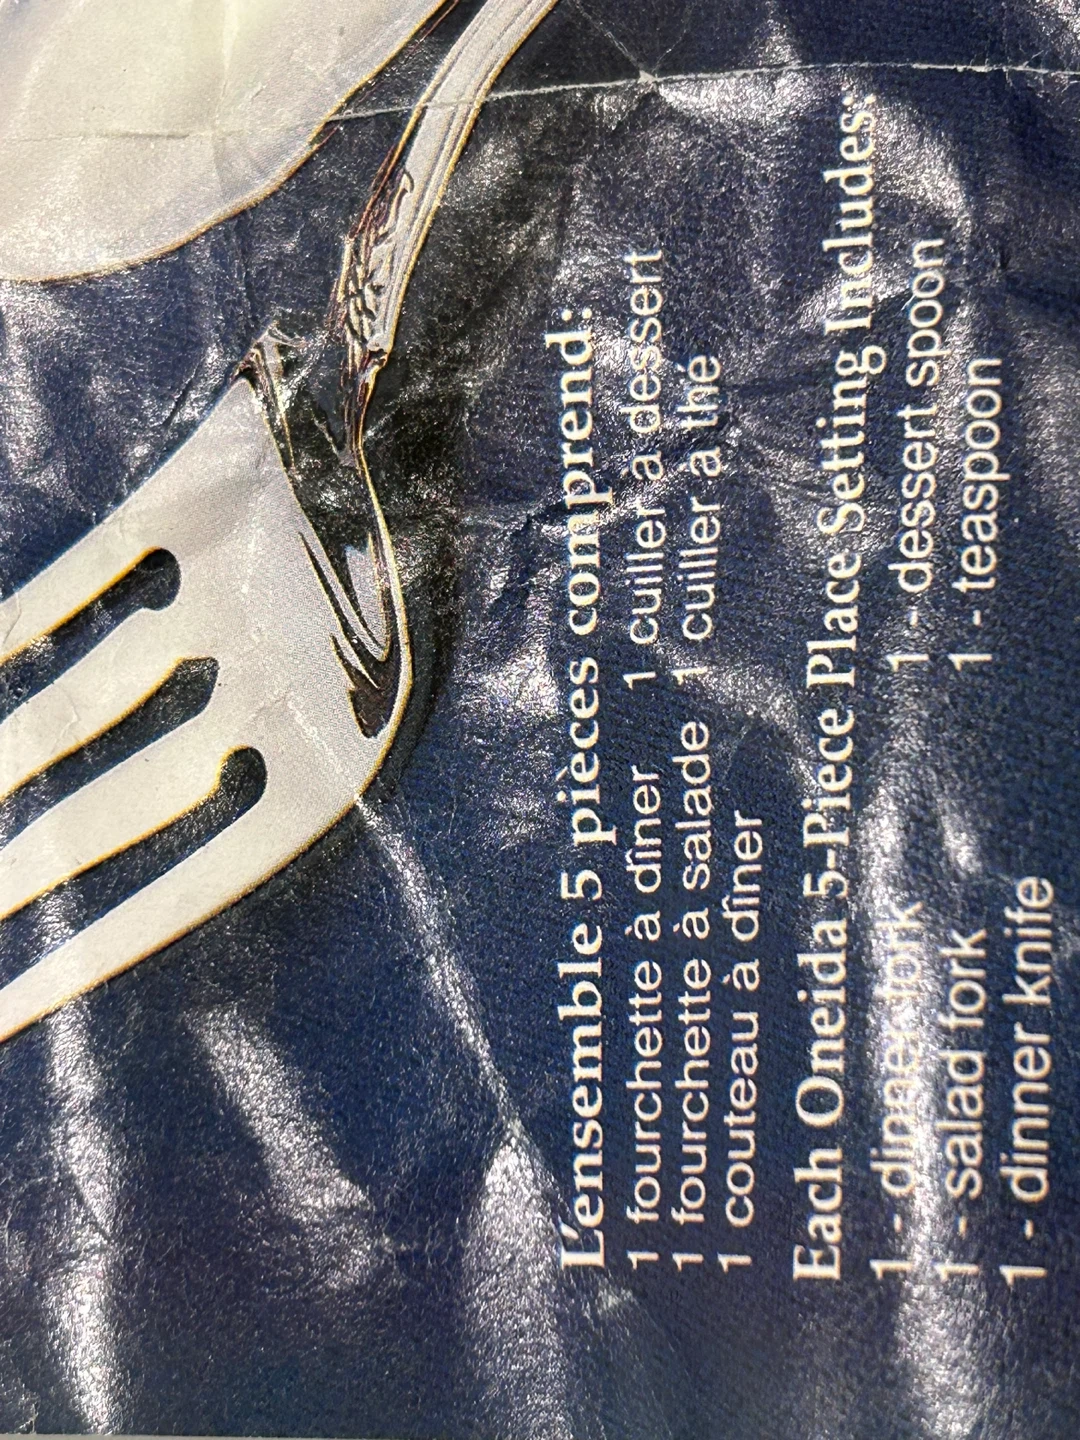 L'ensemble 5 pièces comprend:
1 fourchette à dîner 1 cuiller à dessert
1 fourchette à salade 1 cuiller à thé
1 couteau à dîner
Each Oneida 5-Piece Place Setting Includes:
1 - dinner fork 1 - dessert spoon
1 - salad fork 1 - teaspoon
1 - dinner knife